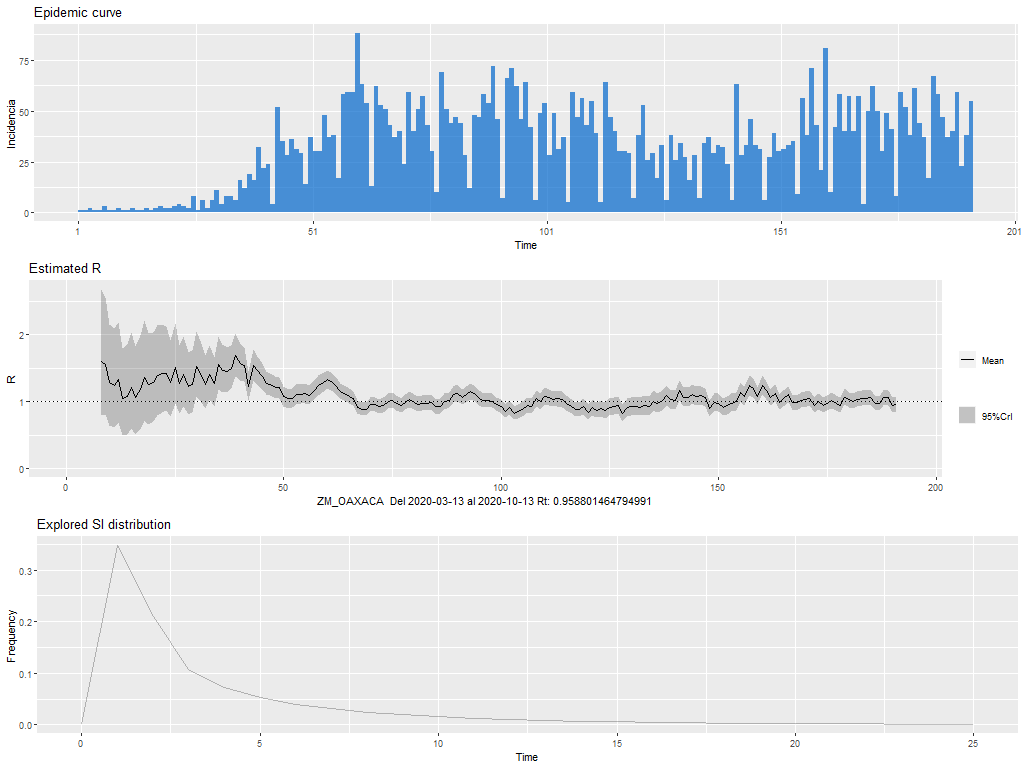 Epidemic curve
75
50
25
0
Incidencia
1 51 101 151 201
Time
Estimated R
2
1
0
R
Mean
95%CrI
0 50 100 150 200
ZM_OAXACA Del 2020-03-13 al 2020-10-13 Rt: 0.958801464794991
Explored SI distribution
0.3
0.2
0.1
0.0
Frequency
0 5 10 15 20 25
Time